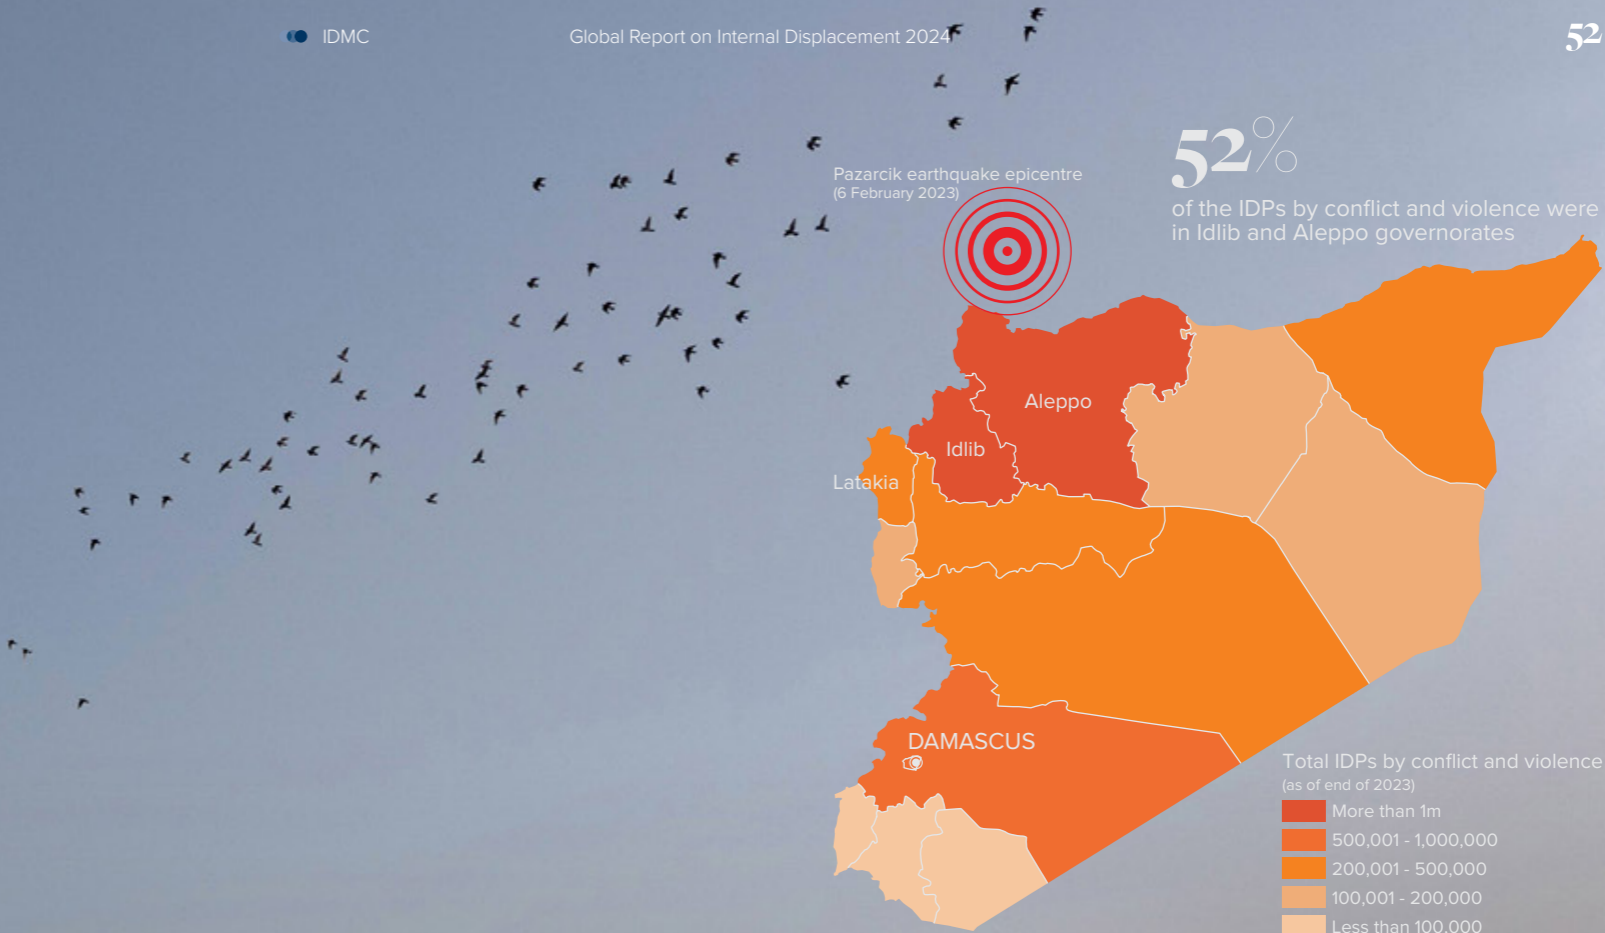 IDMC
Global Report on Internal Displacement 2024
52
52%
of the IDPs by conflict and violence were
in Idlib and Aleppo governorates
Pazarcik earthquake epicentre
(6 February 2023)
Aleppo
Idlib
Latakia
DAMASCUS
Total IDPs by conflict and violence
(as of end of 2023)
More than 1m
500,001 - 1,000,000
200,001 - 500,000
100,001 - 200,000
Less than 100,000